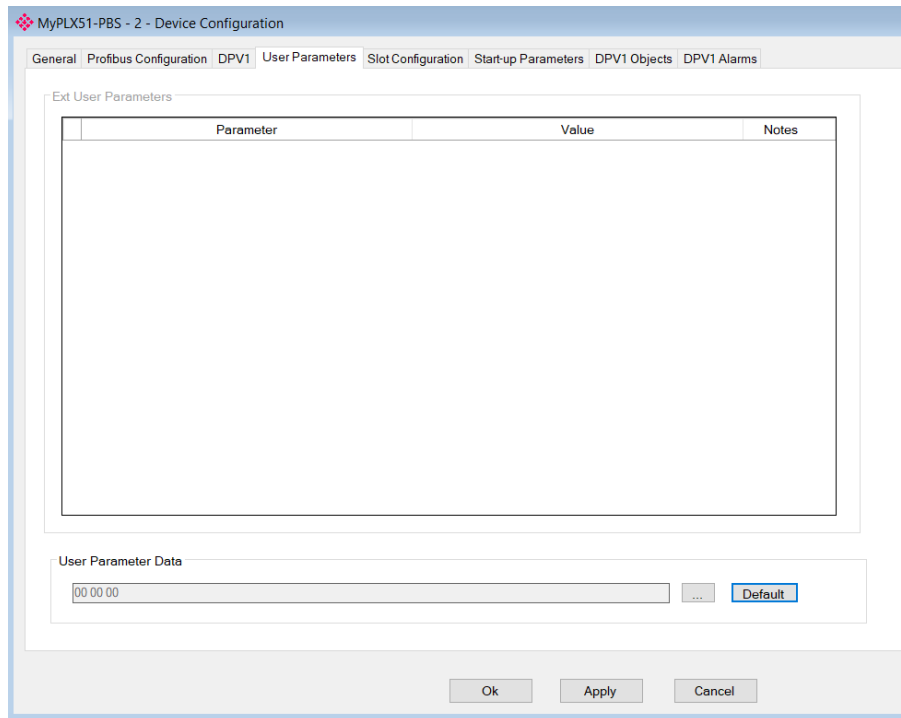 MyPLX51-PBS - 2 - Device Configuration
General Profibus Configuration DPV1 User Parameters Slot Configuration Start-up Parameters DPV1 Objects DPV1 Alarms
Ext User Parameters
Parameter Value Notes
User Parameter Data
00 00 00 ... Default
Ok Apply Cancel